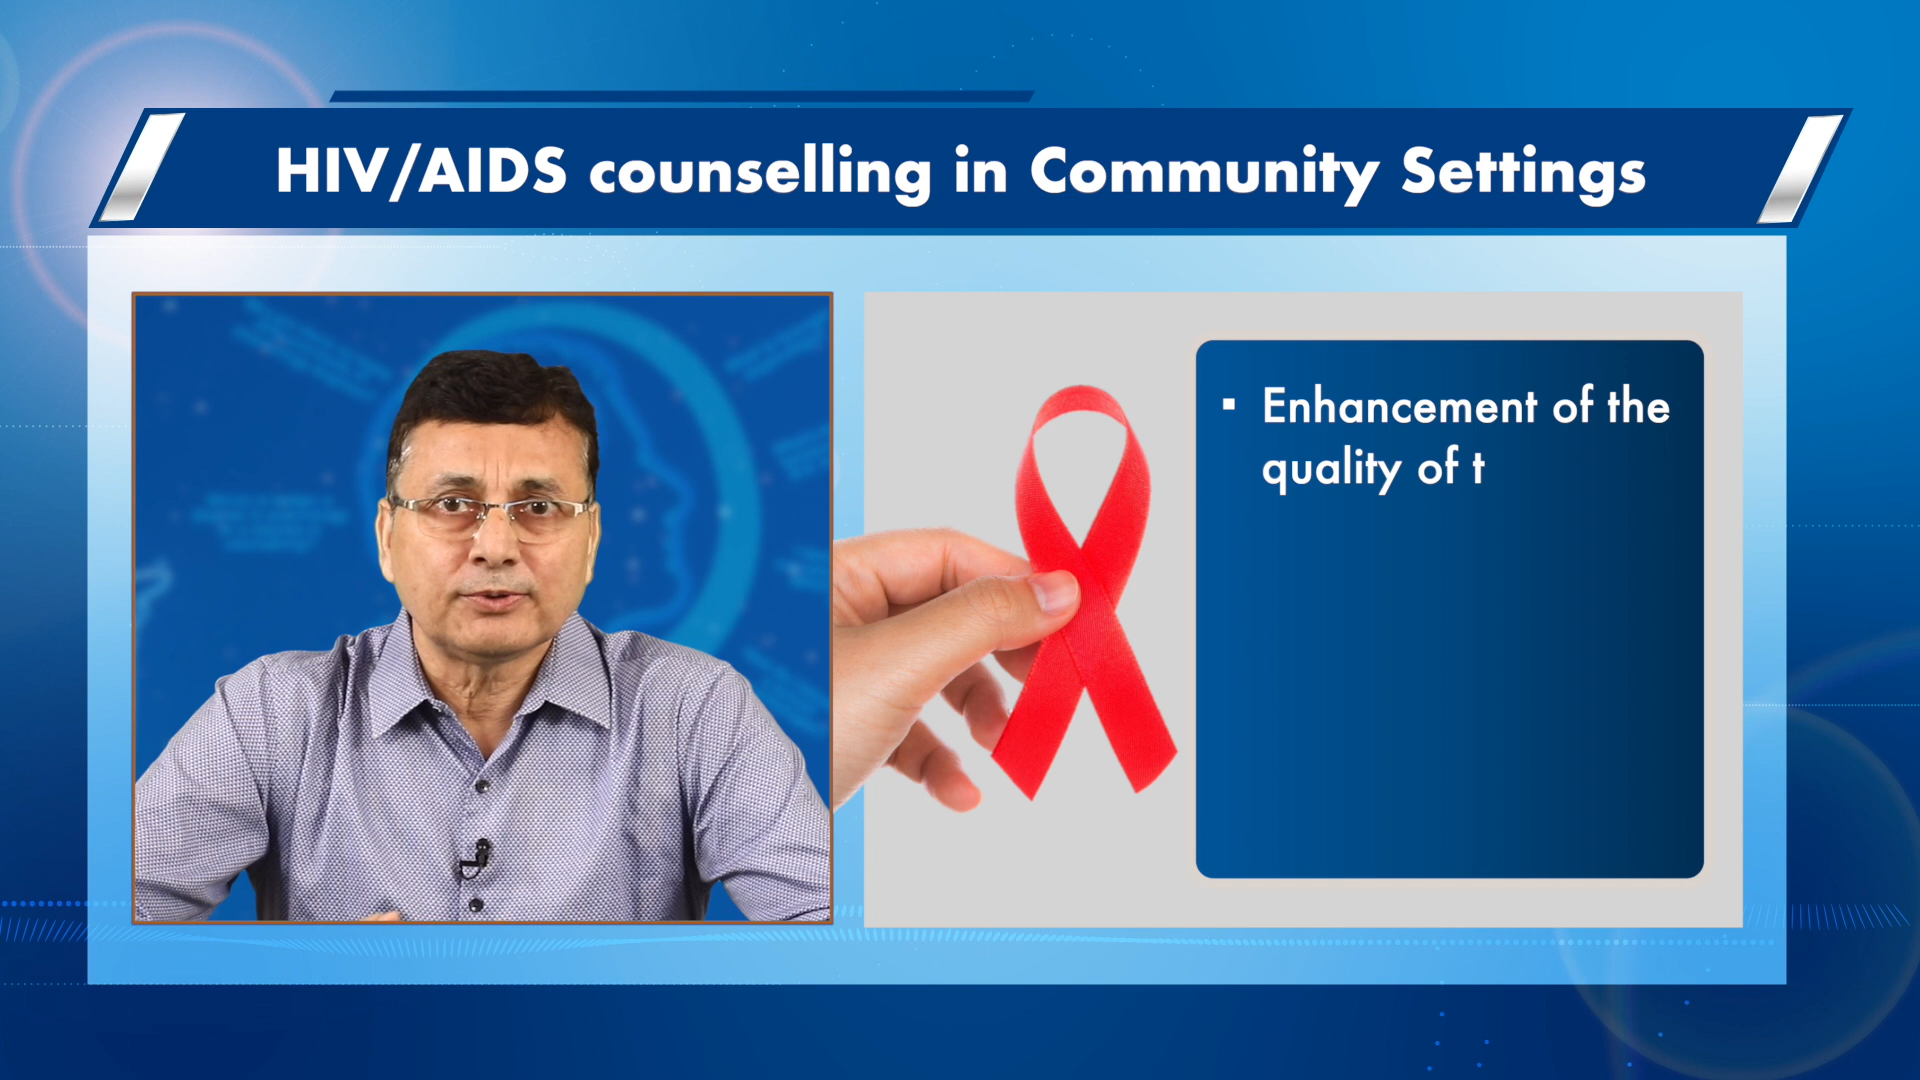 HIV/AIDS counselling in Community Settings
▪ Enhancement of the
quality of t